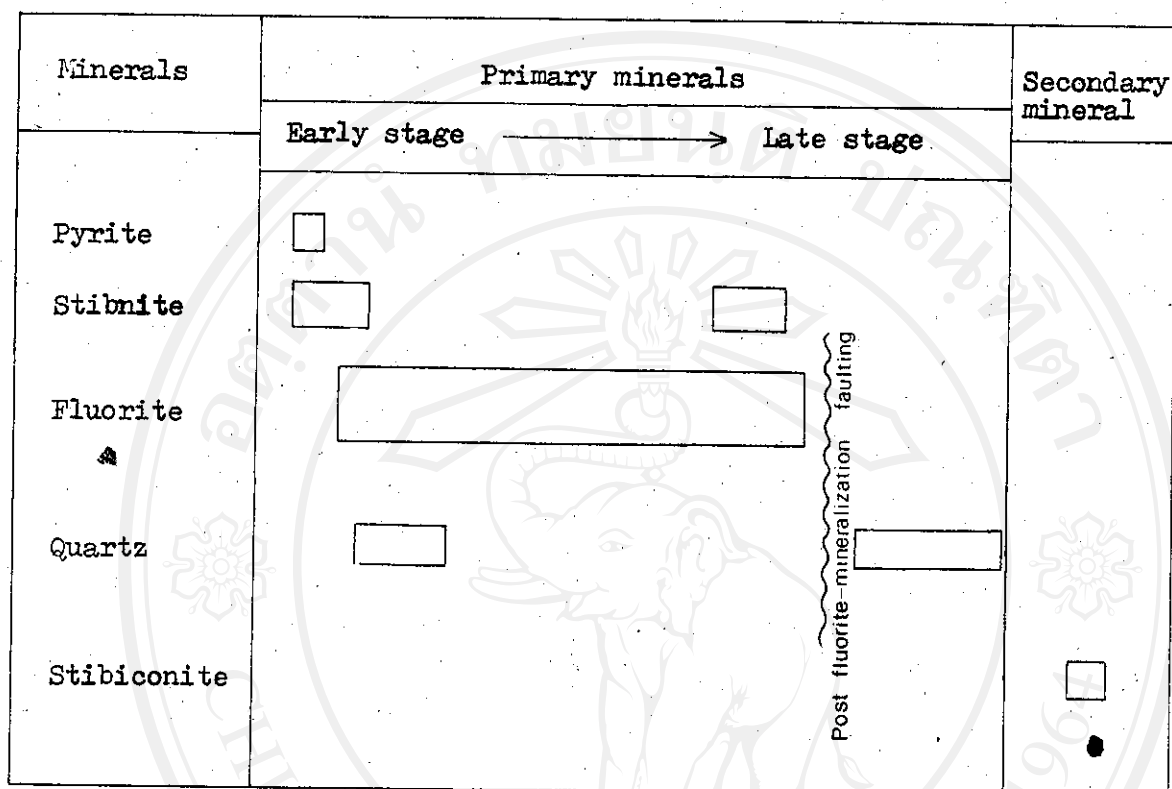 Minerals
Primary minerals
Secondary
mineral
Early stage
Late stage
Pyrite
Stibnite
Fluorite
Quartz
Stibiconite
Post fluorite-mineralization faulting